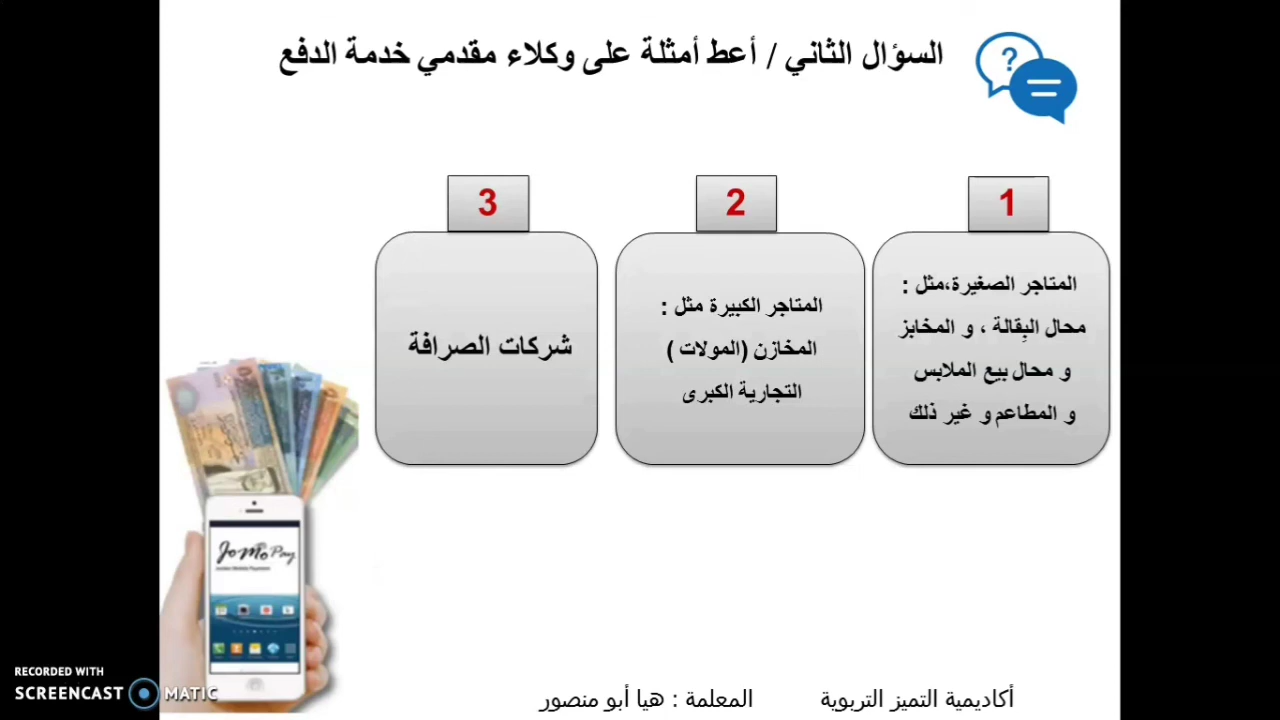 السؤال الثاني / أعط أمثلة على وكلاء مقدمي خدمة الدفع
?
1
المتاجر الصغيرة،مثل :
محال البِقالة ، و المخابز
و محال بيع الملابس
و المطاعم و غير ذلك
2
المتاجر الكبيرة مثل :
المخازن (المولات )
التجارية الكبرى
3
شركات الصرافة
JoMoPay
أكاديمية التميز التربوية
المعلمة : هيا أبو منصور
RECORDED WITH
SCREENCAST MATIC